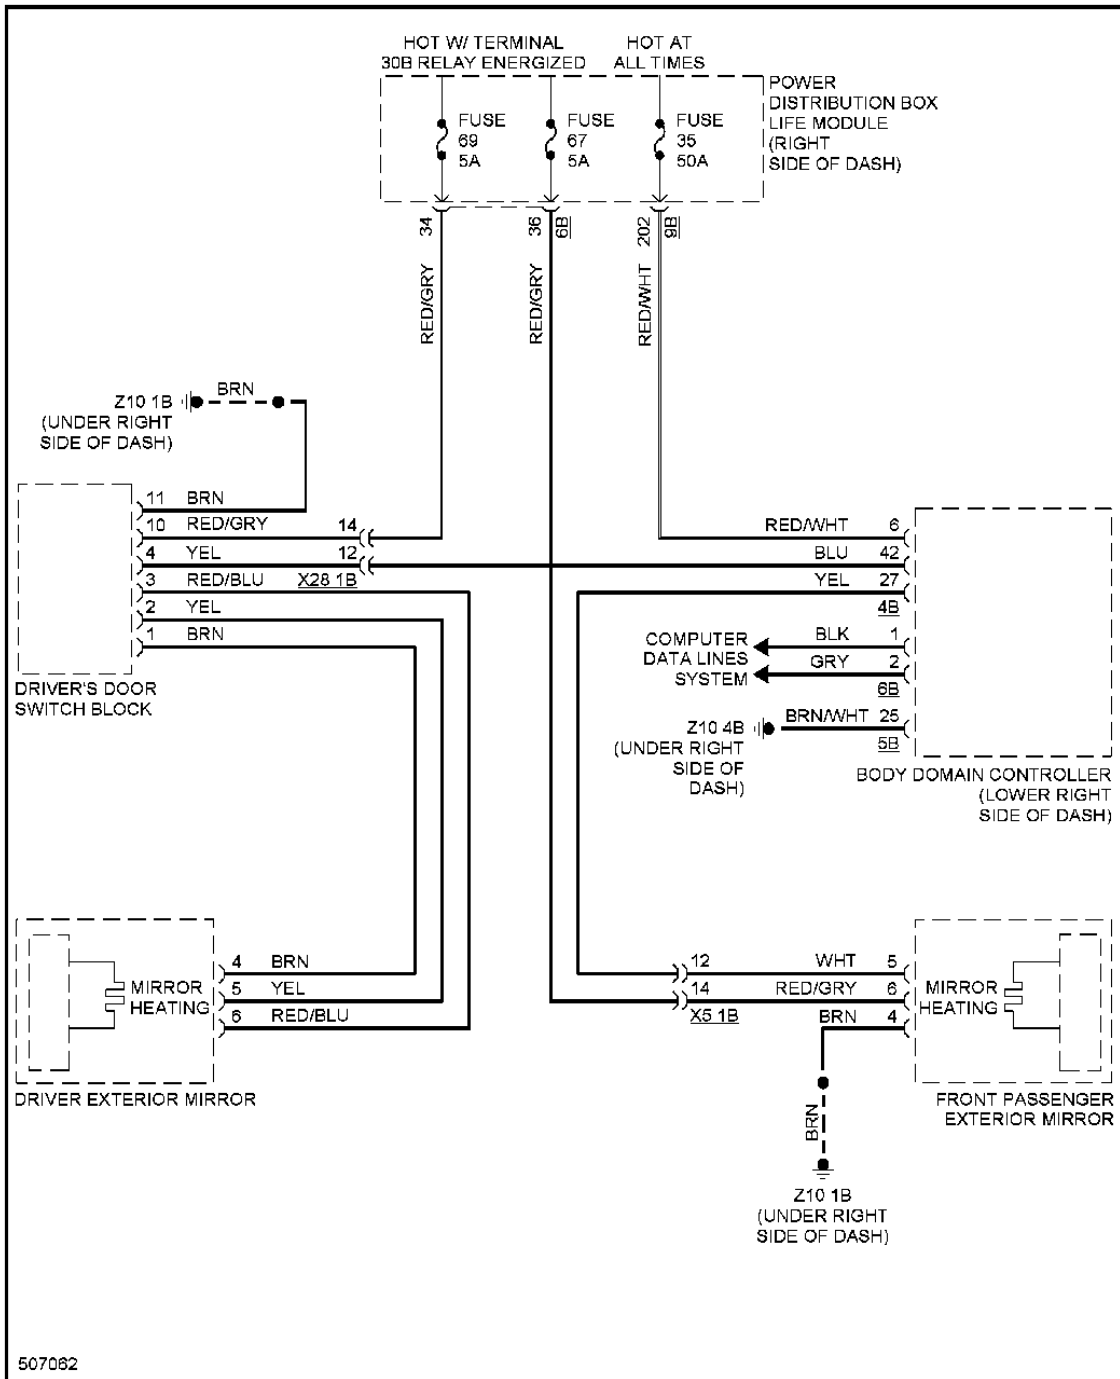 HOT W/ TERMINAL
30B RELAY ENERGIZED
HOT AT
ALL TIMES
POWER
DISTRIBUTION BOX
LIFE MODULE
(RIGHT
SIDE OF DASH)
FUSE
69
5A
FUSE
67
5A
FUSE
35
50A
34
36
6B
202
9B
RED/GRY
RED/GRY
RED/WHT
Z10 1B
(UNDER RIGHT
SIDE OF DASH)
BRN
11 BRN
10 RED/GRY 14
4 YEL 12
3 RED/BLU X28 1B
2 YEL
1 BRN
DRIVER'S DOOR
SWITCH BLOCK
RED/WHT 6
BLU 42
YEL 27
4B
COMPUTER
DATA LINES
SYSTEM
BLK 1
GRY 2
6B
BRN/WHT 25
5B
Z10 4B
(UNDER RIGHT
SIDE OF
DASH)
BODY DOMAIN CONTROLLER
(LOWER RIGHT
SIDE OF DASH)
MIRROR
HEATING
4 BRN
5 YEL
6 RED/BLU
DRIVER EXTERIOR MIRROR
12 WHT 5
14 RED/GRY 6
X5 1B BRN 4
MIRROR
HEATING
FRONT PASSENGER
EXTERIOR MIRROR
BRN
Z10 1B
(UNDER RIGHT
SIDE OF DASH)
507062